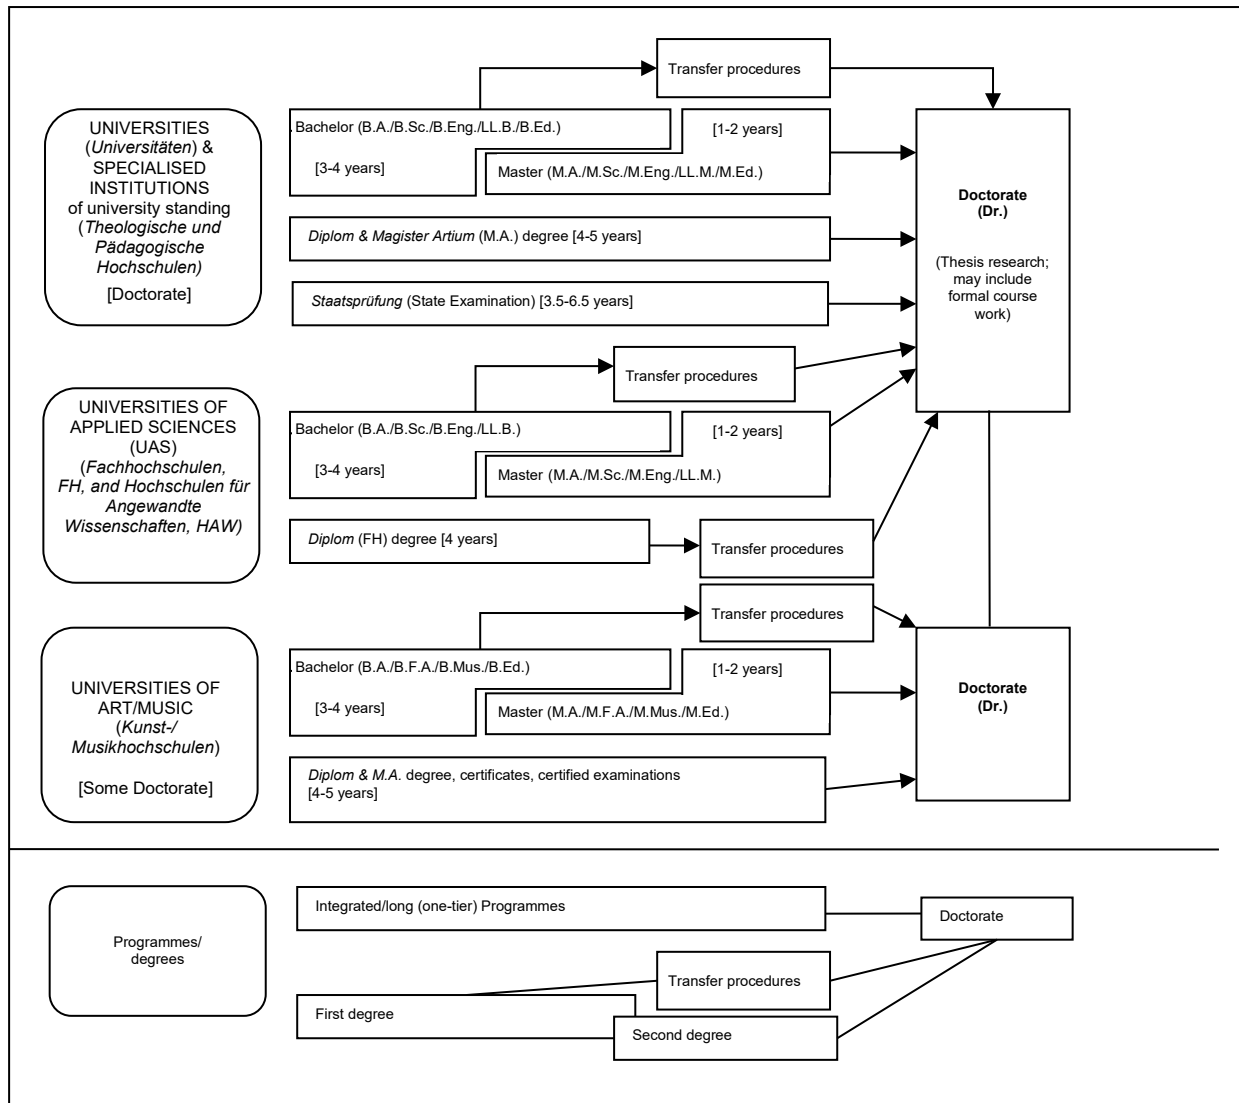 Transfer procedures
UNIVERSITIES
(Universitäten) &
SPECIALISED
INSTITUTIONS
of university standing
(Theologische und
Pädagogische
Hochschulen)
[Doctorate]
. Bachelor (B.A./B.Sc./B.Eng./LL.B./B.Ed.)
[3-4 years]
[1-2 years]
Master (M.A./M.Sc./M.Eng./LL.M./M.Ed.)
Diplom & Magister Artium (M.A.) degree [4-5 years]
Staatsprüfung (State Examination) [3.5-6.5 years]
Doctorate
(Dr.)
(Thesis research;
may include
formal course
work)
Transfer procedures
UNIVERSITIES OF
APPLIED SCIENCES
(UAS)
(Fachhochschulen,
FH, and Hochschulen für
Angewandte
Wissenschaften, HAW)
. Bachelor (B.A./B.Sc./B.Eng./LL.B.)
[3-4 years]
[1-2 years]
Master (M.A./M.Sc./M.Eng./LL.M.)
Diplom (FH) degree [4 years]
Transfer procedures
Transfer procedures
UNIVERSITIES OF
ART/MUSIC
(Kunst-/
Musikhochschulen)
[Some Doctorate]
. Bachelor (B.A./B.F.A./B.Mus./B.Ed.)
[3-4 years]
[1-2 years]
Master (M.A./M.F.A./M.Mus./M.Ed.)
Diplom & M.A. degree, certificates, certified examinations
[4-5 years]
Doctorate
(Dr.)
Programmes/
degrees
Integrated/long (one-tier) Programmes
Doctorate
Transfer procedures
First degree
Second degree